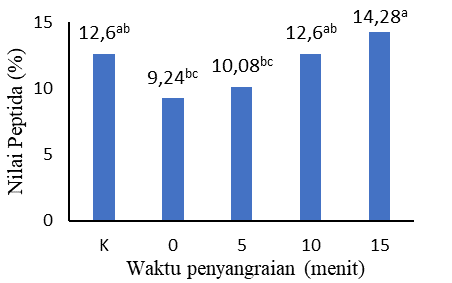 15
10
5
0
Nilai Peptida (%)
12,6ab
9,24bc
10,08bc
12,6ab
14,28a
K 0 5 10 15
Waktu penyangraian (menit)